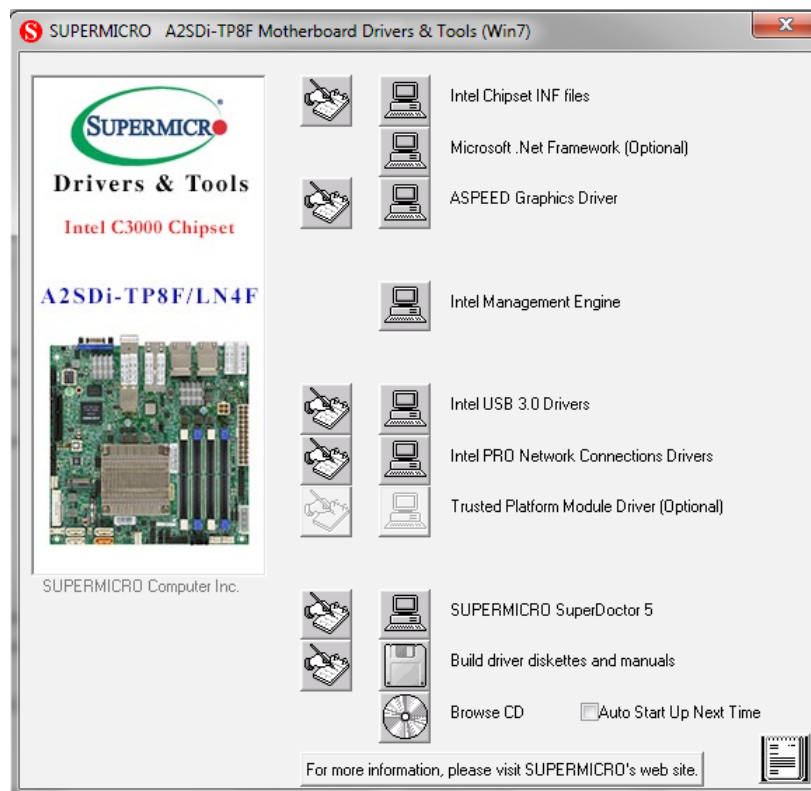 SUPERMICRO A2SDi-TP8F Motherboard Drivers & Tools (Win7)
SUPERMICR
Drivers & Tools
Intel C3000 Chipset
A2SDi-TP8F/LN4F
SUPERMICRO Computer Inc.
Intel Chipset INF files
Microsoft .Net Framework (Optional)
ASPEED Graphics Driver
Intel Management Engine
Intel USB 3.0 Drivers
Intel PRO Network Connections Drivers
Trusted Platform Module Driver (Optional)
SUPERMICRO SuperDoctor 5
Build driver diskettes and manuals
Browse CD
Auto Start Up Next Time
For more information, please visit SUPERMICRO's web site.